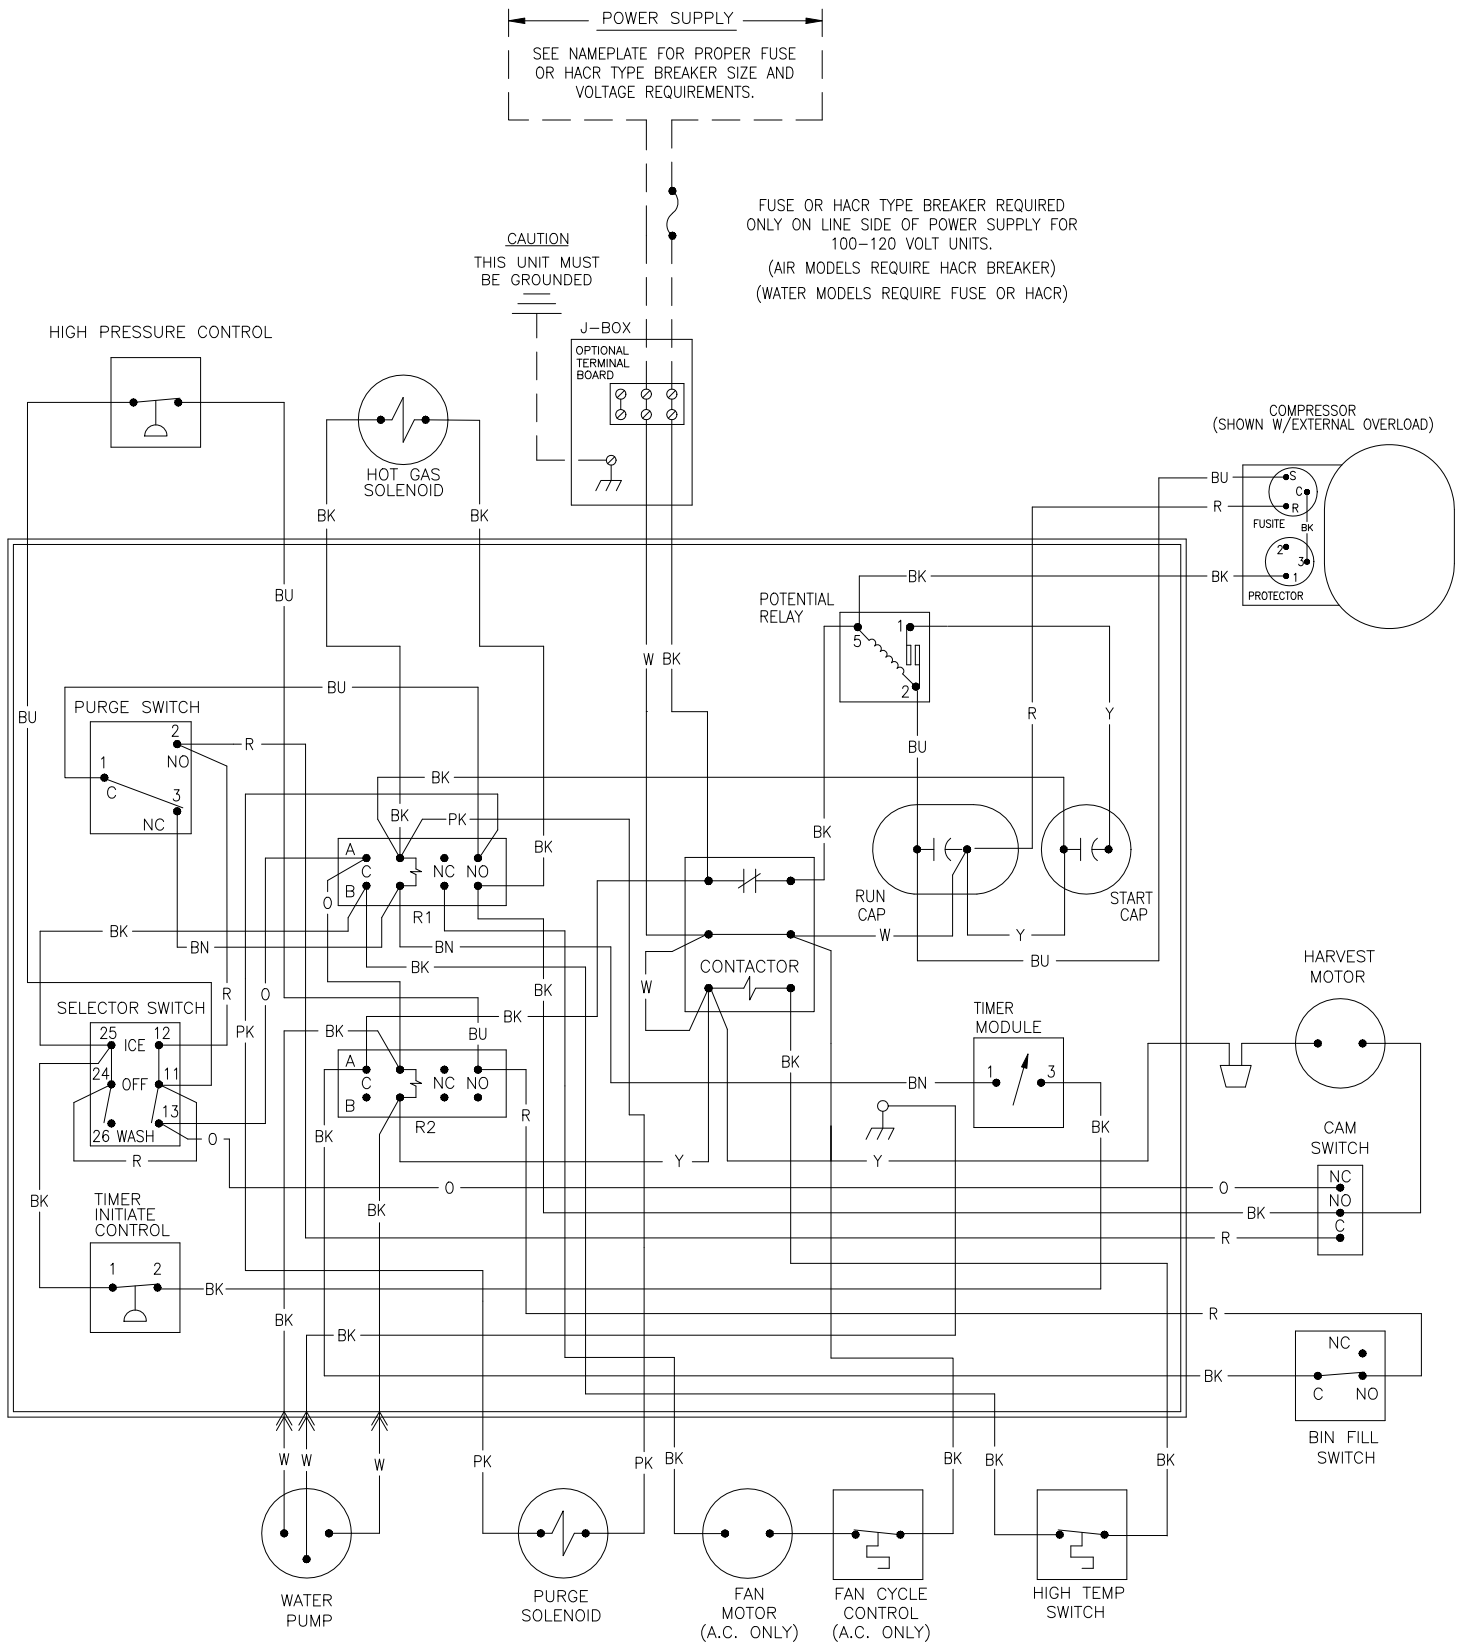 POWER SUPPLY
SEE NAMEPLATE FOR PROPER FUSE
OR HACR TYPE BREAKER SIZE AND
VOLTAGE REQUIREMENTS.
FUSE OR HACR TYPE BREAKER REQUIRED
ONLY ON LINE SIDE OF POWER SUPPLY FOR
100-120 VOLT UNITS.
(AIR MODELS REQUIRE HACR BREAKER)
(WATER MODELS REQUIRE FUSE OR HACR)
CAUTION
THIS UNIT MUST
BE GROUNDED
J-BOX
OPTIONAL
TERMINAL
BOARD
HIGH PRESSURE CONTROL
HOT GAS
SOLENOID
BK
BK
COMPRESSOR
(SHOWN W/EXTERNAL OVERLOAD)
BU
S
C
R
R
FUSITE
BK
2
3
BK
BK
1
PROTECTOR
POTENTIAL
RELAY
5
1
2
BU
W BK
BU
PURGE SWITCH
BU
2
R
NO
1
C
3
NC
R
Y
BU
BK
BK
PK
BK
BK
A
C
NC
NO
B
R1
O
RUN
CAP
START
CAP
BK
BN
BN
BK
W
Y
BU
CONTACTOR
W
HARVEST
MOTOR
SELECTOR SWITCH
R
O
BK
25
ICE
12
24
OFF
11
13
26 WASH
O
R
PK
BK
BK
BU
A
C
NC
NO
B
R2
R
BK
TIMER
MODULE
1
3
BN
BK
BK
CAM
SWITCH
NC
NO
C
Y
Y
O
O
BK
R
BK
BK
TIMER
INITIATE
CONTROL
1
2
BK
BK
BK
R
BK
BIN FILL
SWITCH
NC
C
NO
W
W
W
PK
PK
BK
BK
BK
BK
WATER
PUMP
PURGE
SOLENOID
FAN
MOTOR
(A.C. ONLY)
FAN CYCLE
CONTROL
(A.C. ONLY)
HIGH TEMP
SWITCH